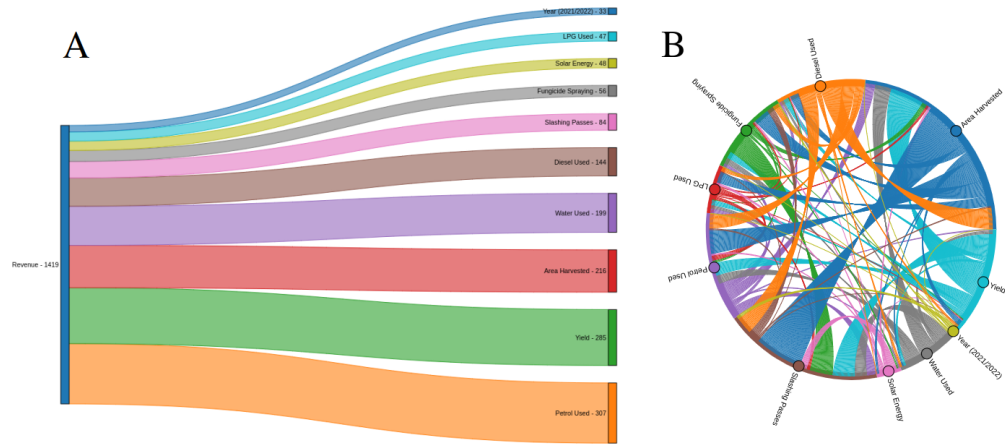 A
Year (2021/2022) - 33
LPG Used - 47
Solar Energy - 48
Fungicide Spraying - 56
Slashing Passes - 84
Diesel Used - 144
Water Used - 199
Revenue - 1419
Area Harvested - 216
Yield - 285
Petrol Used - 307
B
Diesel Used
Area Harvested
Fungicide Spraying
LPG Used
Petrol Used
Yield
Year (2021/2022)
Water Used
Solar Energy
Slashing Passes